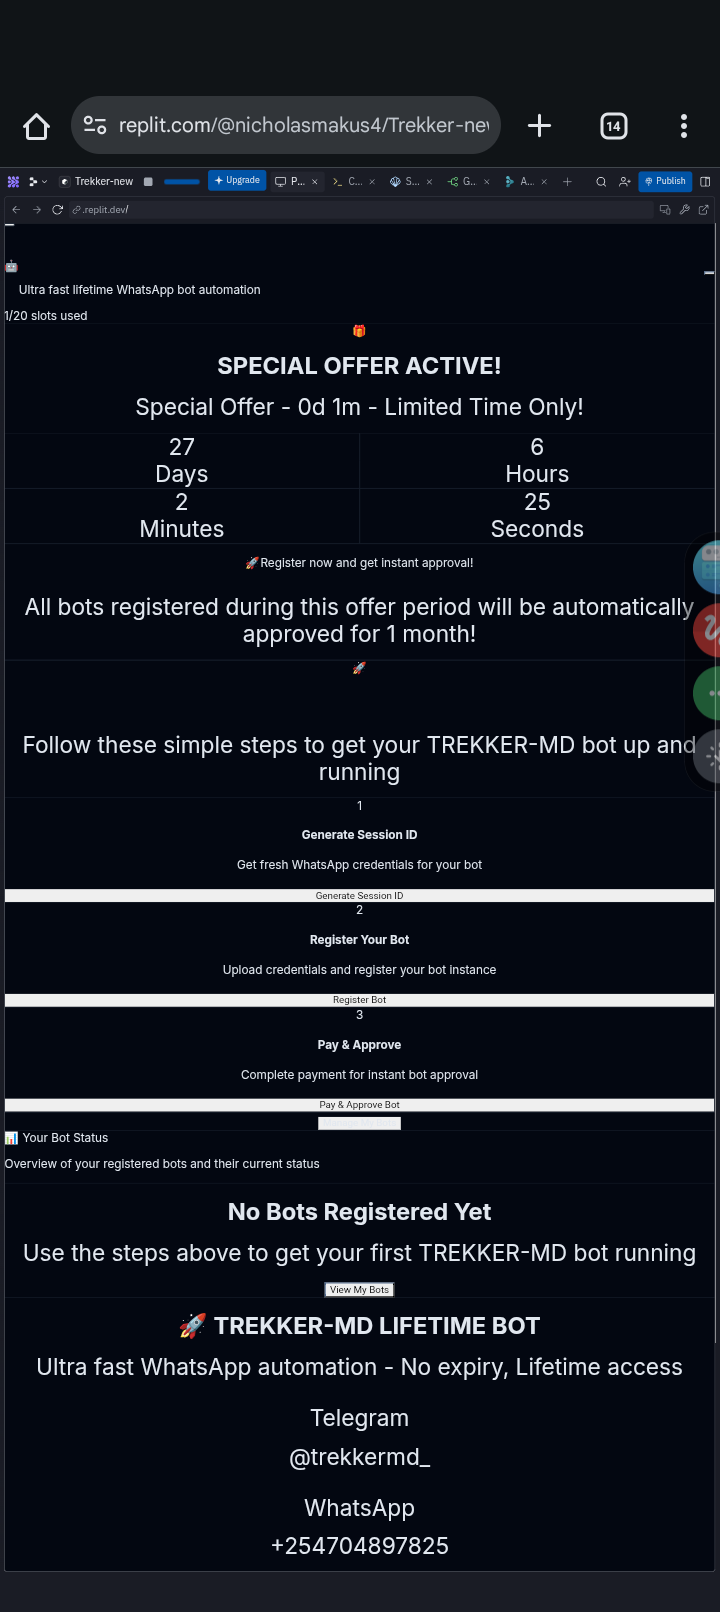 replit.com/@nicholasmakus4/Trekker-nev
14
Trekker-new
Upgrade
P...
C...
S...
G..
A...
Publish
.replit.dev/
Ultra fast lifetime WhatsApp bot automation
1/20 slots used
SPECIAL OFFER ACTIVE!
Special Offer - 0d 1m - Limited Time Only!
27
Days
6
Hours
2
Minutes
25
Seconds
🚀Register now and get instant approval!
All bots registered during this offer period will be automatically
approved for 1 month!
Follow these simple steps to get your TREKKER-MD bot up and
running
1
Generate Session ID
Get fresh WhatsApp credentials for your bot
Generate Session ID
2
Register Your Bot
Upload credentials and register your bot instance
Register Bot
3
Pay & Approve
Complete payment for instant bot approval
Pay & Approve Bot
📊 Your Bot Status
Overview of your registered bots and their current status
No Bots Registered Yet
Use the steps above to get your first TREKKER-MD bot running
View My Bots
🚀 TREKKER-MD LIFETIME BOT
Ultra fast WhatsApp automation - No expiry, Lifetime access
Telegram
@trekkermd_
WhatsApp
+254704897825